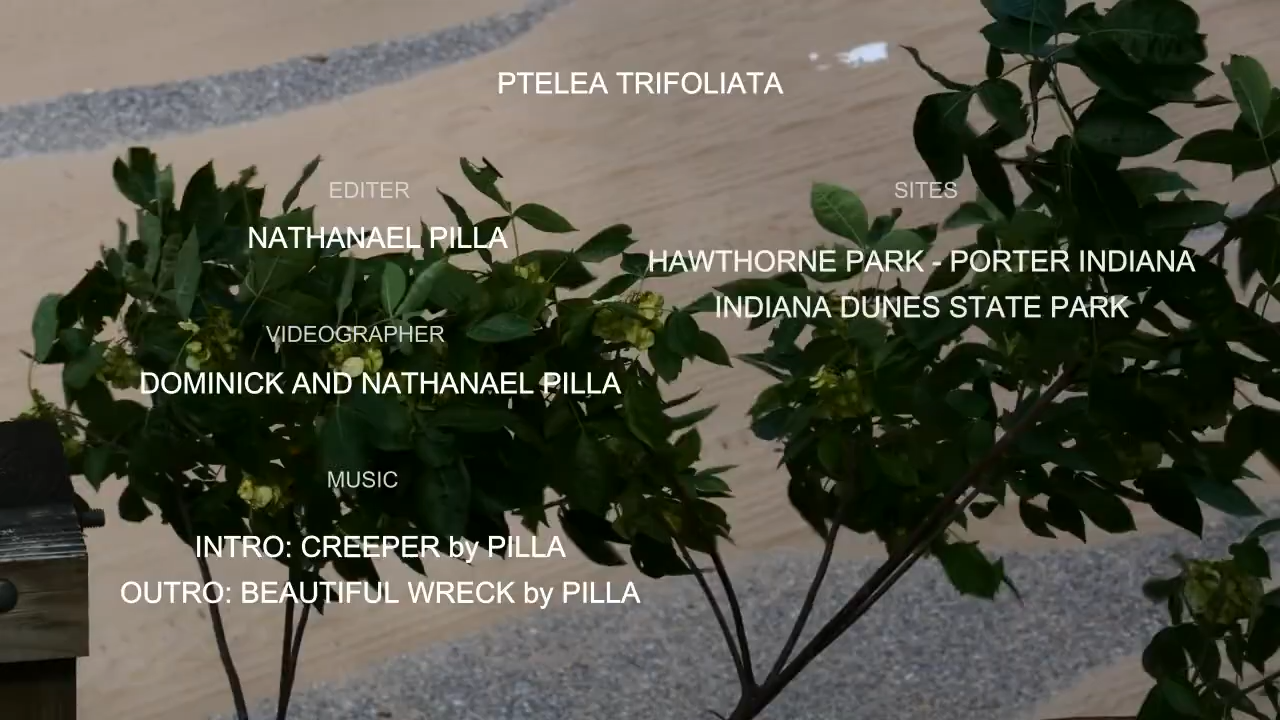 PTELEA TRIFOLIATA
EDITER
NATHANAEL PILLA
VIDEOGRAPHER
DOMINICK AND NATHANAEL PILLA
MUSIC
INTRO: CREEPER by PILLA
OUTRO: BEAUTIFUL WRECK by PILLA
SITES
HAWTHORNE PARK - PORTER INDIANA
INDIANA DUNES STATE PARK